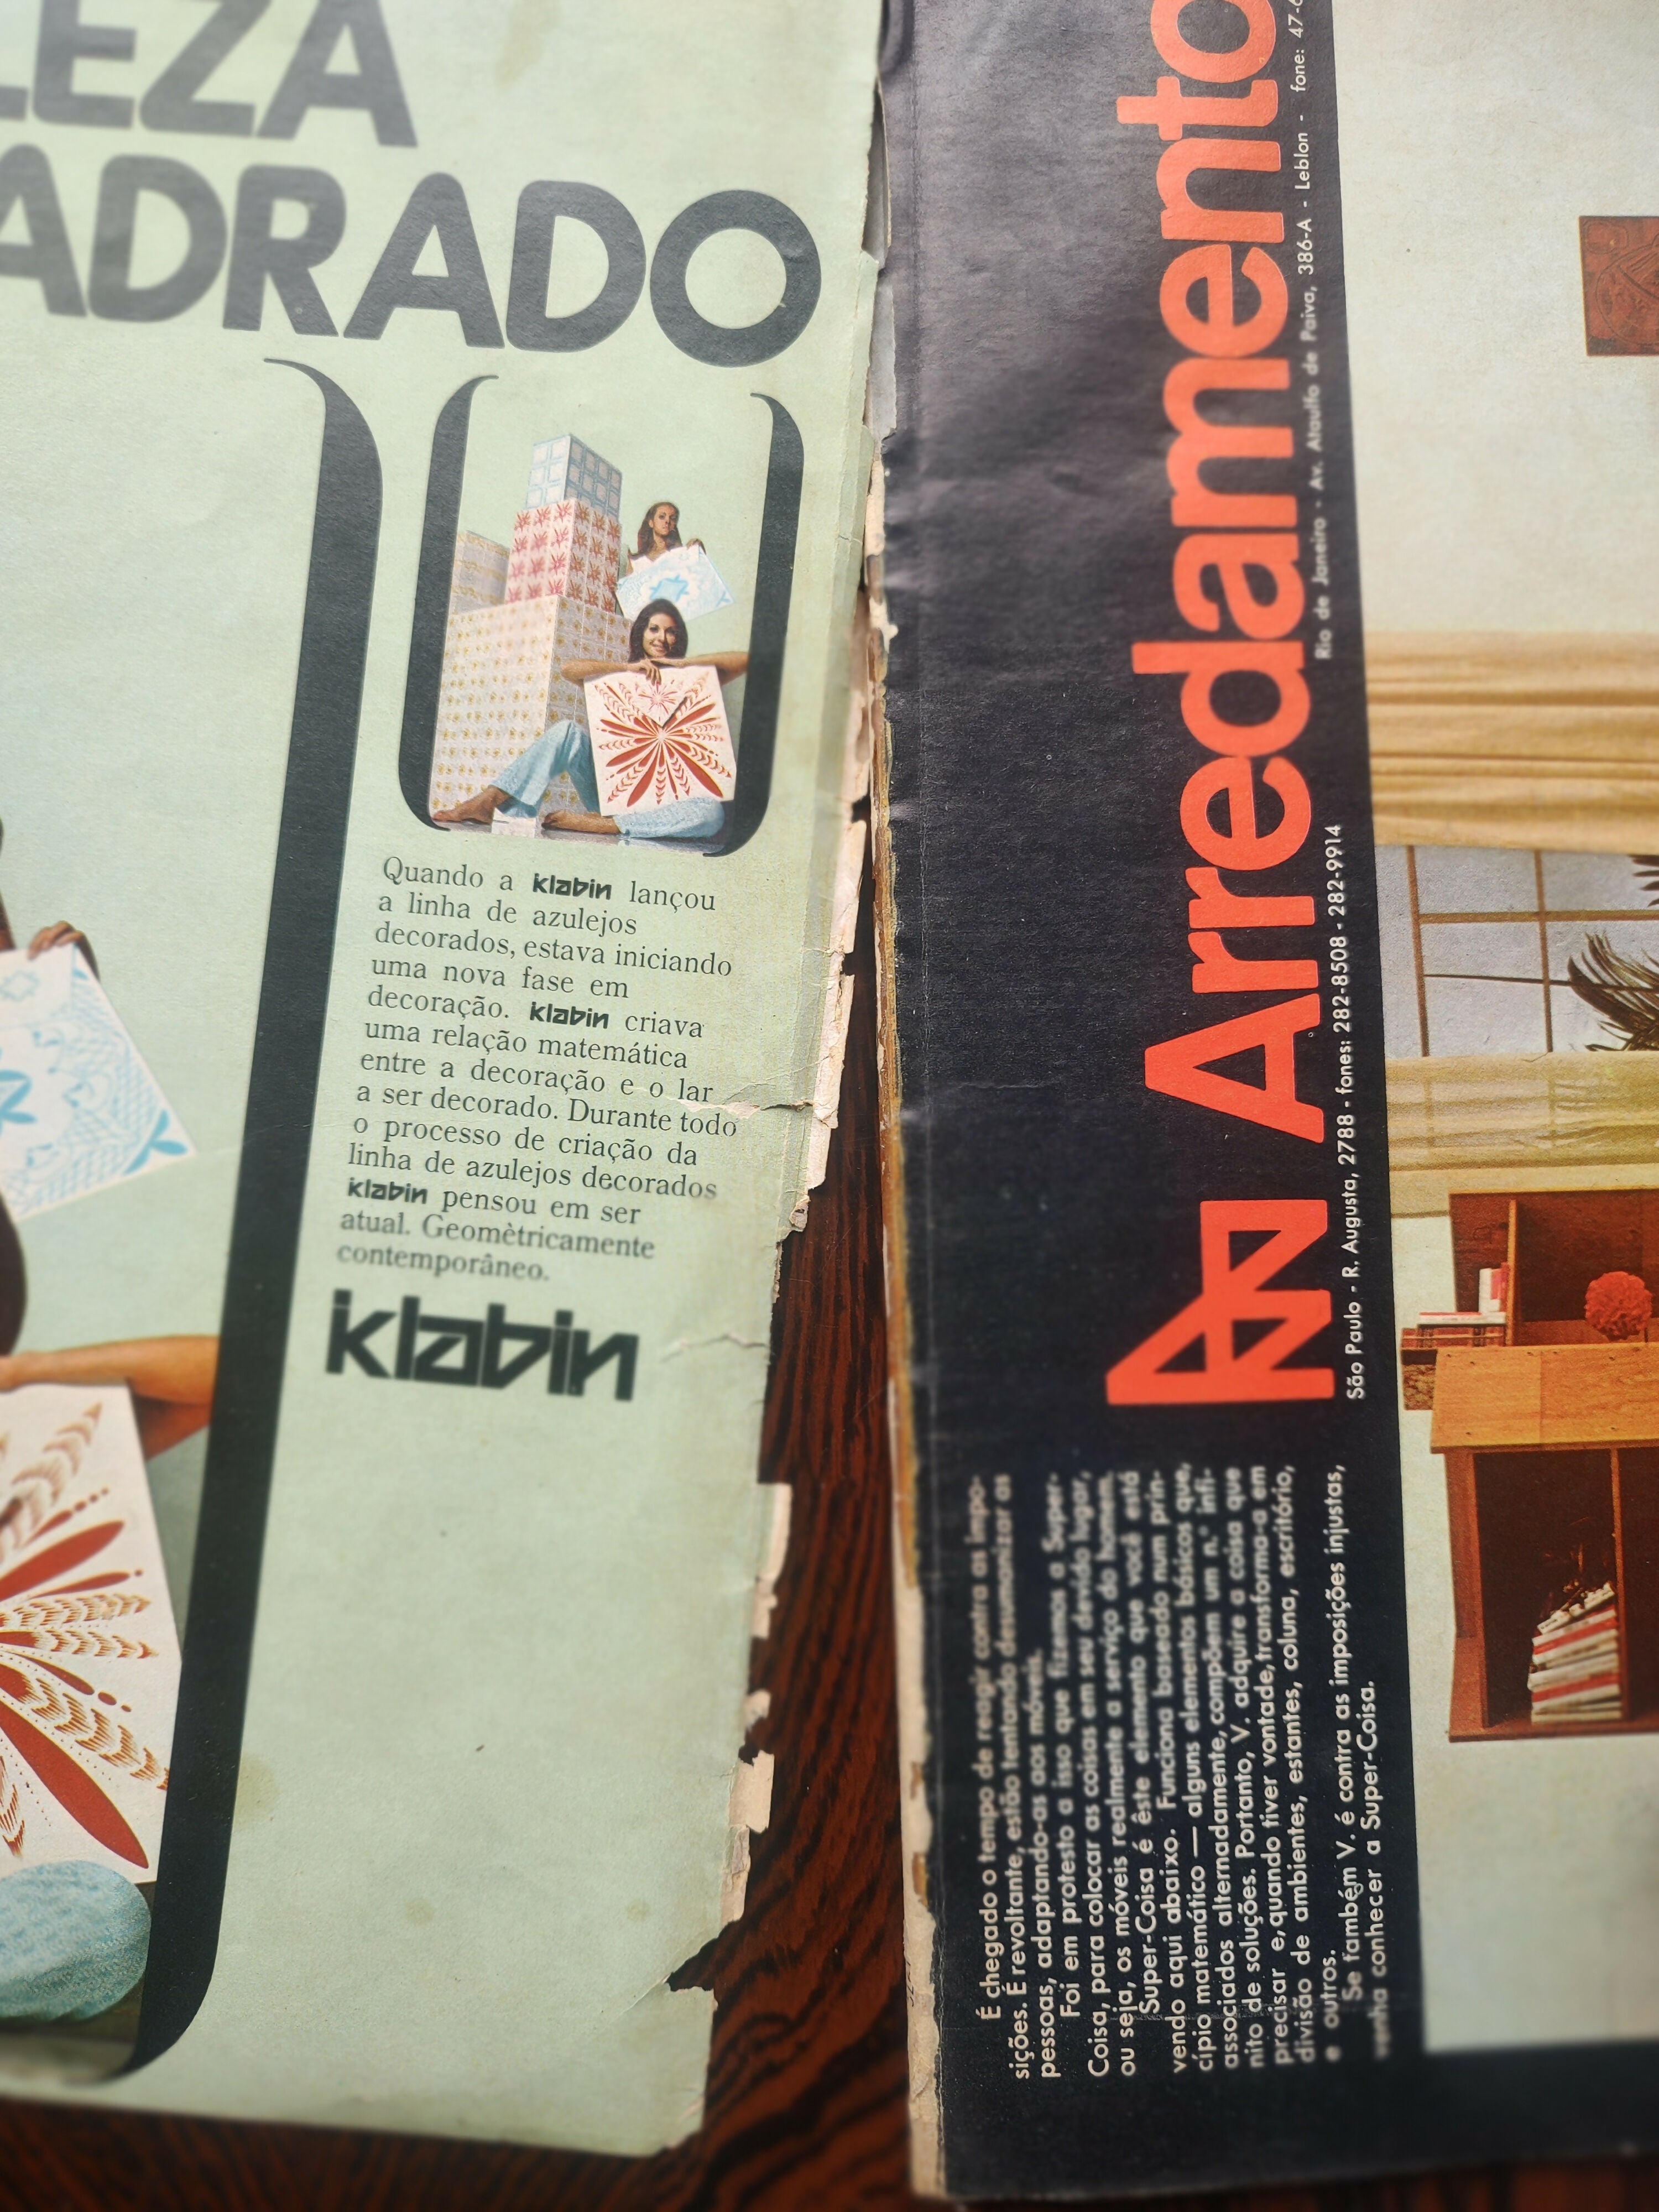 LEZA
ADRADO
Quando a klabin lançou
a linha de azulejos
decorados, estava iniciando
uma nova fase em
decoração. klabin criava
uma relação matemática
entre a decoração e o lar
a ser decorado. Durante todo
o processo de criação da
linha de azulejos decorados
klabin pensou em ser
atual. Geomètricamente
contemporâneo.
klabin
É chegado o tempo de reagir contra as impo-
sições. É revoltante, estão tentando desumanizar as
pessoas, adaptando-as aos móveis.
Foi em protesto a isso que fizemos a Super-
Coisa, para colocar as coisas em seu devido lugar,
ou seja, os móveis realmente a serviço do homem.
Super-Coisa é êste elemento que você está
vendo aqui abaixo. Funciona baseado num prin-
cípio matemático — alguns elementos básicos que,
associados alternadamente, compõem um n.º infi-
nito de soluções. Portanto, V. adquire a coisa que
precisar e, quando tiver vontade, transforma-a em
divisão de ambientes, estantes, coluna, escritório,
e outros.
Se também V. é contra as imposições injustas,
venha conhecer a Super-Coisa.
Arredamento
São Paulo - R. Augusta, 2788 - fones: 282-8508 - 282-9914
Rio de Janeiro - Av. Ataulfo de Paiva, 386-A - Leblon - fone: 47-6